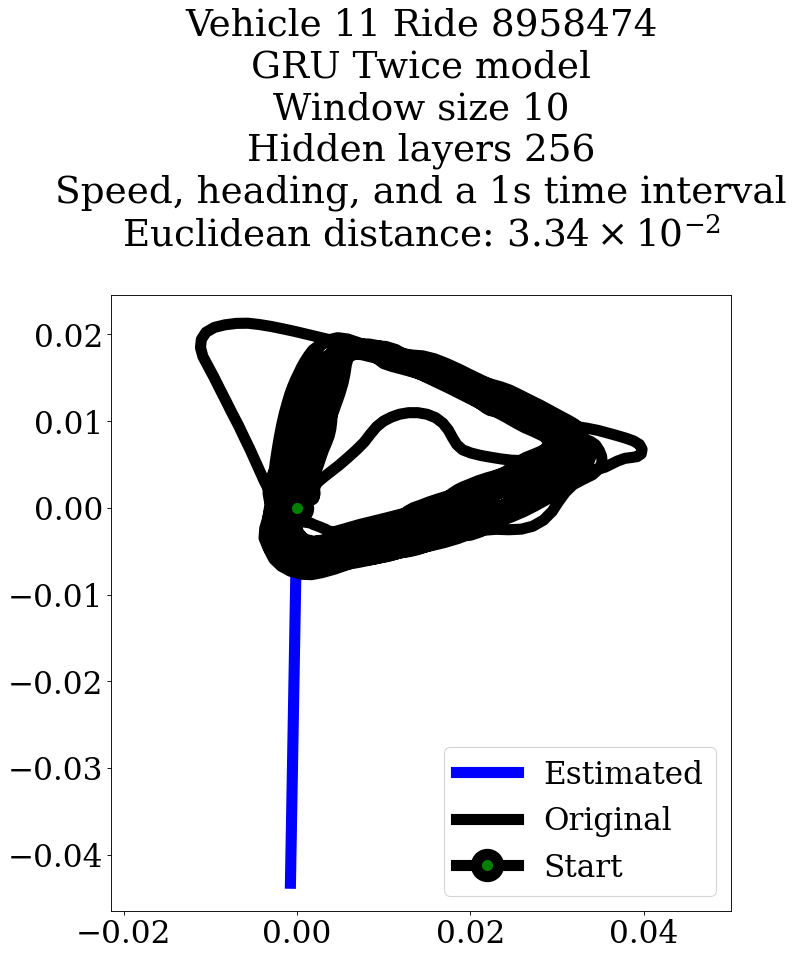 Vehicle 11 Ride 8958474
GRU Twice model
Window size 10
Hidden layers 256
Speed, heading, and a 1s time interval
Euclidean distance: 3.34 × 10⁻²
0.02
0.01
0.00
−0.01
−0.02
−0.03
−0.04
Estimated
Original
Start
−0.02 0.00 0.02 0.04